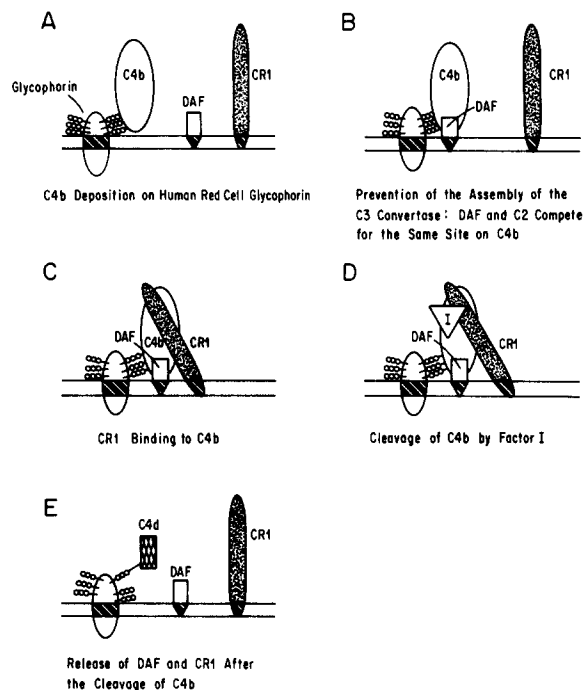 A
Glycophorin
C4b
DAF
CR1
C4b Deposition on Human Red Cell Glycophorin
B
C4b
DAF
CR1
Prevention of the Assembly of the
C3 Convertase: DAF and C2 Compete
for the Same Site on C4b
C
DAF
C4b
CR1
CR1 Binding to C4b
D
I
DAF
CR1
Cleavage of C4b by Factor I
E
C4d
DAF
CR1
Release of DAF and CR1 After
the Cleavage of C4b